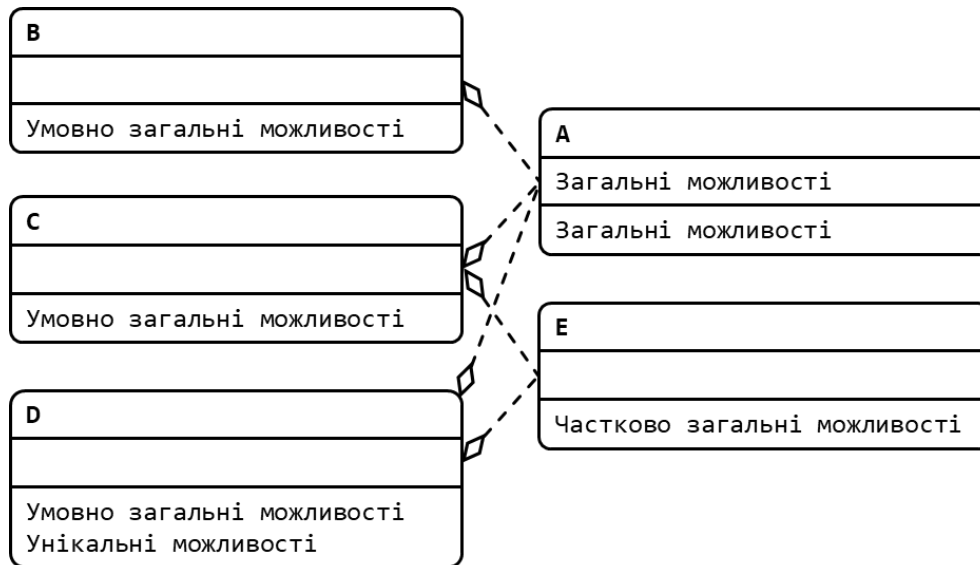 B
Умовно загальні можливості
C
Умовно загальні можливості
D
Умовно загальні можливості
Унікальні можливості
A
Загальні можливості
Загальні можливості
E
Частково загальні можливості